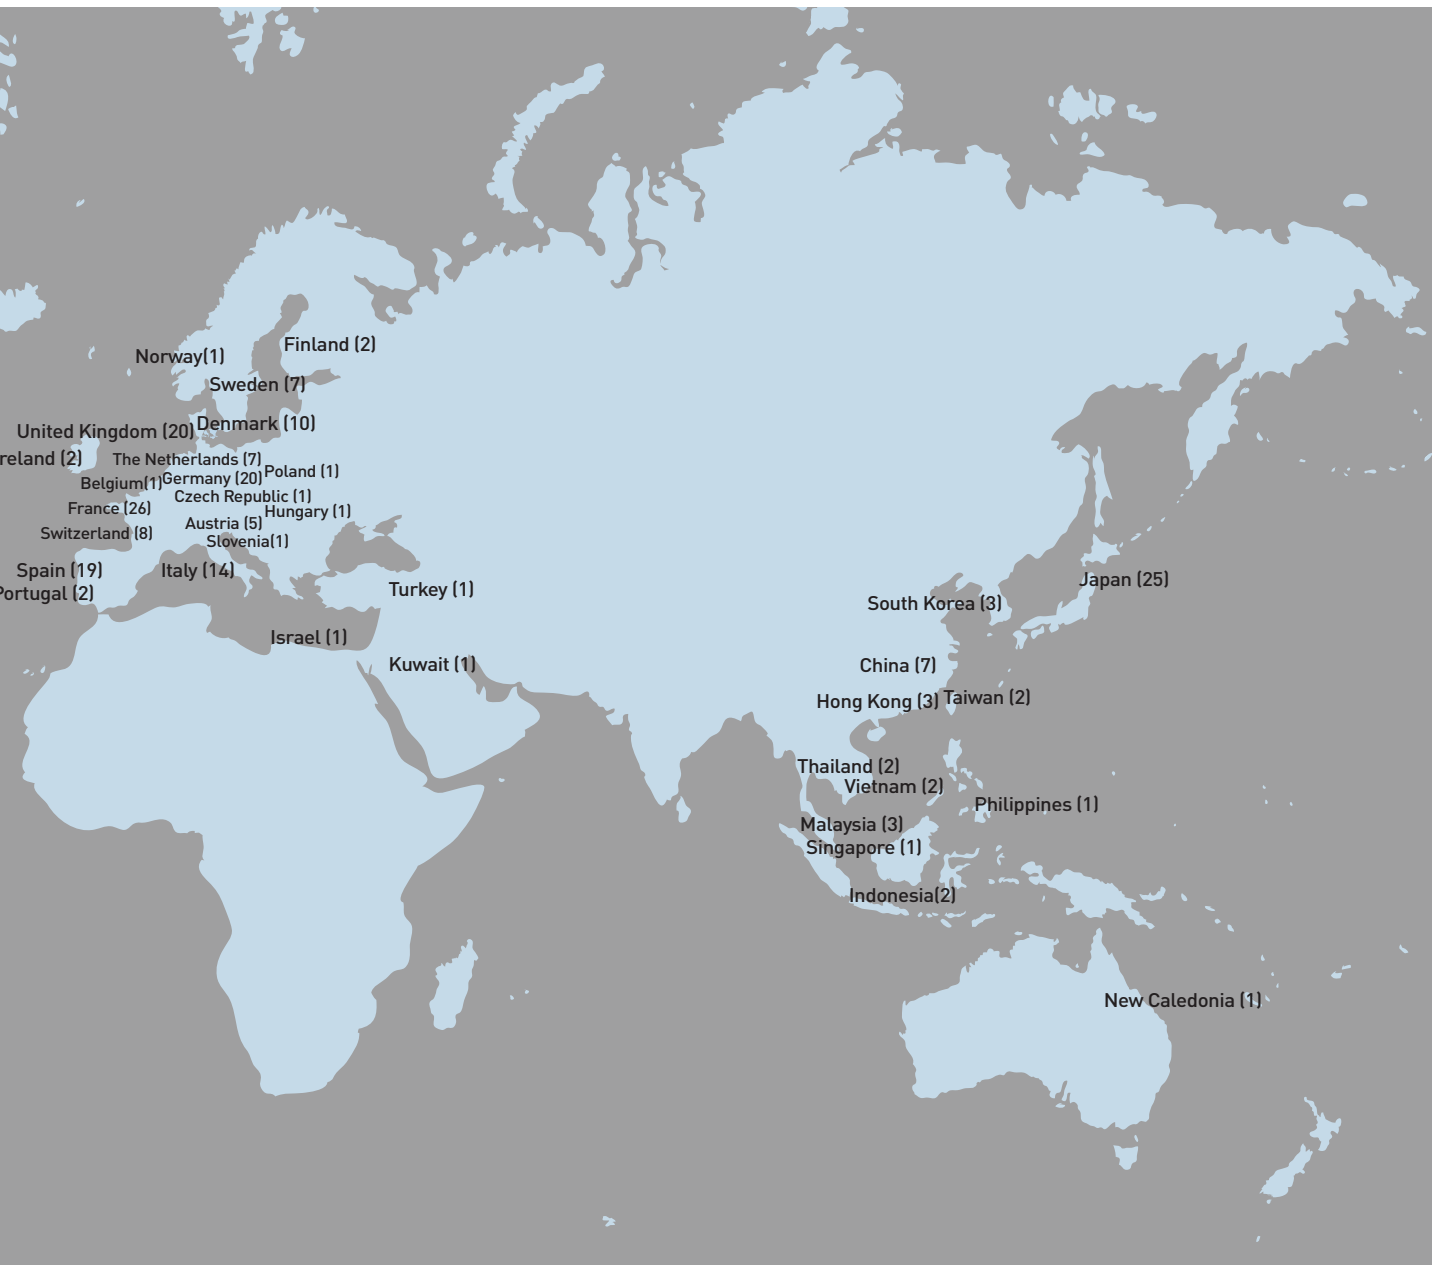 Finland (2)
Norway(1)
Sweden (7)
Denmark (10)
United Kingdom (20)
reland (2)
The Netherlands (7)
Poland (1)
Germany (20)
Belgium(1)
Czech Republic (1)
France (26)
Hungary (1)
Austria (5)
Switzerland (8)
Slovenia(1)
Spain (19)
Italy (14)
Portugal (2)
Turkey (1)
Israel (1)
Kuwait (1)
Japan (25)
South Korea (3)
China (7)
Hong Kong (3)
Taiwan (2)
Thailand (2)
Vietnam (2)
Philippines (1)
Malaysia (3)
Singapore (1)
Indonesia(2)
New Caledonia (1)